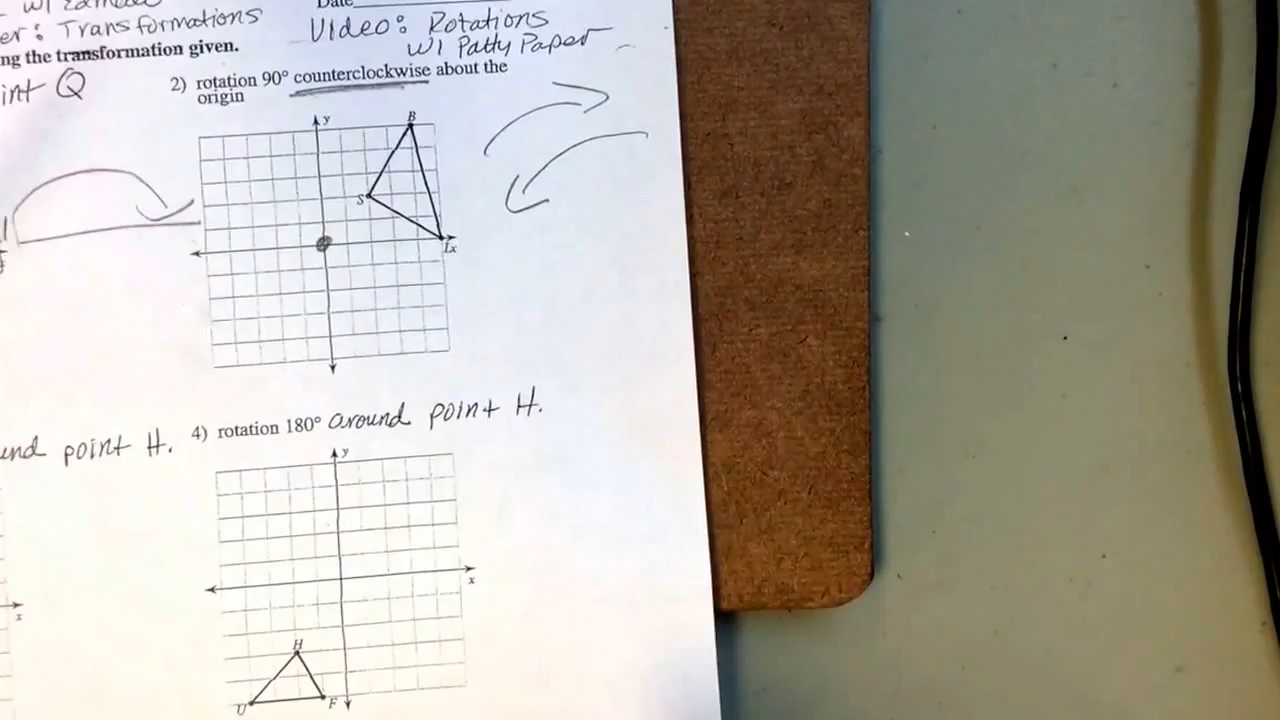 w/
Date
er: Transformations
Video: Rotations
w/ Patty Paper
ng the transformation given.
int Q
2) rotation 90° counterclockwise about the
origin
y
B
S
L
x
und point H.
4) rotation 180° around point H.
y
x
x
H
U
F